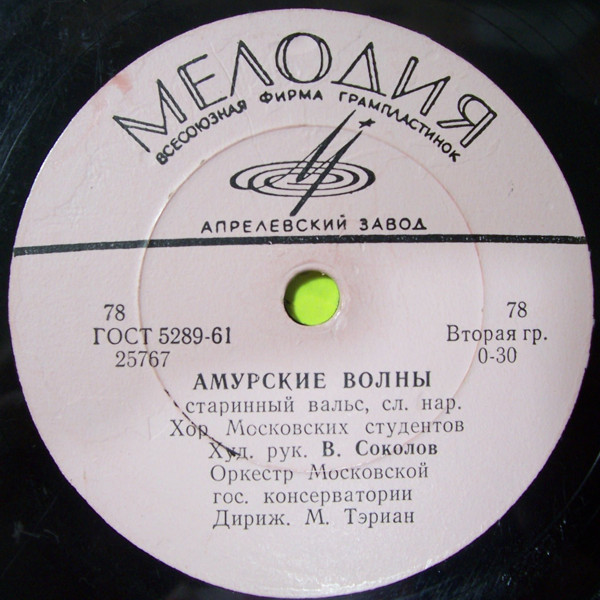 МЕЛОДИЯ
ВСЕСОЮЗНАЯ ФИРМА ГРАМПЛАСТИНОК
АПРЕЛЕВСКИЙ ЗАВОД
78
ГОСТ 5289-61
25767
78
Вторая гр.
0-30
АМУРСКИЕ ВОЛНЫ
старинный вальс, сл. нар.
Хор Московских студентов
Худ. рук. В. Соколов
Оркестр Московской
гос. консерватории
Дириж. М. Тэриан